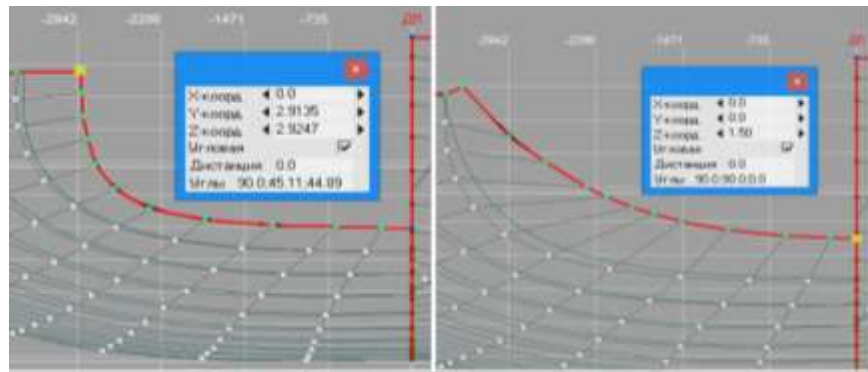 -2942 -2206 -1471 -735 ДП
X-коорд. 0.0
Y-коорд. 2.9135
Z-коорд. 2.9247
Угловая
Дистанция 0.0
Углы 90.0:45.11:44.89
-2942 -2206 -1471 -735 ДП
X-коорд. 0.0
Y-коорд. 0.0
Z-коорд. 1.50
Угловая
Дистанция 0.0
Углы 90.0:90.0:0.0